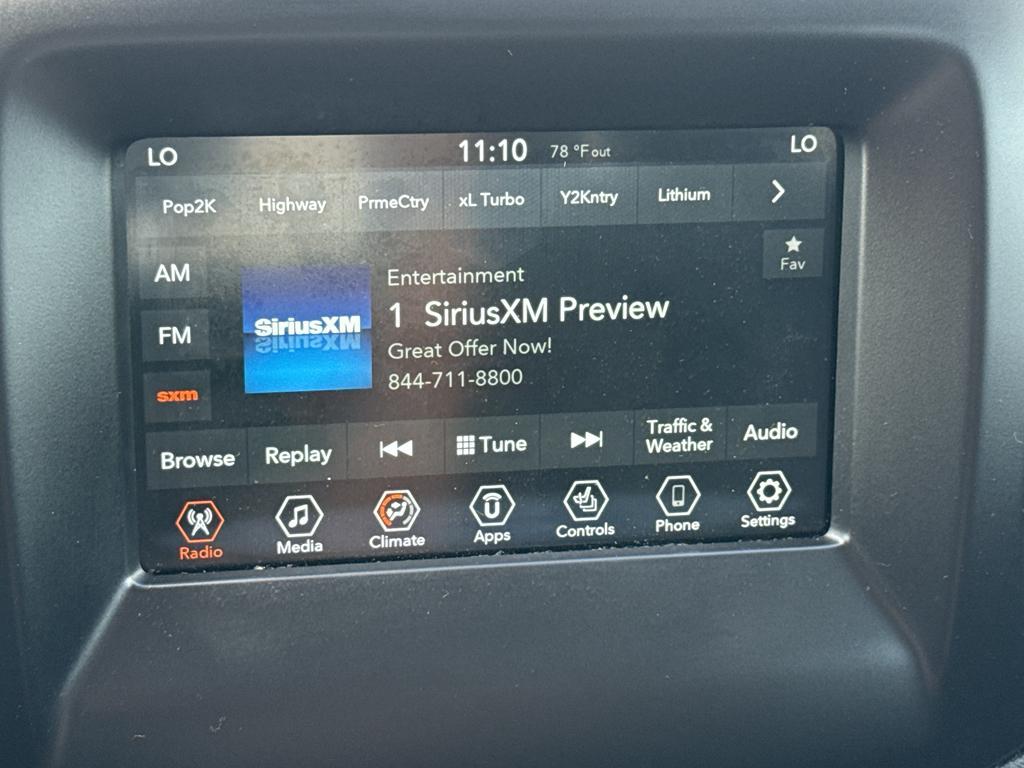 LO 11:10 78 °F out LO
Pop2K Highway PrmeCtry xL Turbo Y2Kntry Lithium
Fav
AM
FM
sxm
SiriusXM
Entertainment
1 SiriusXM Preview
Great Offer Now!
844-711-8800
Browse Replay Tune Traffic & Weather Audio
Radio Media Climate Apps Controls Phone Settings